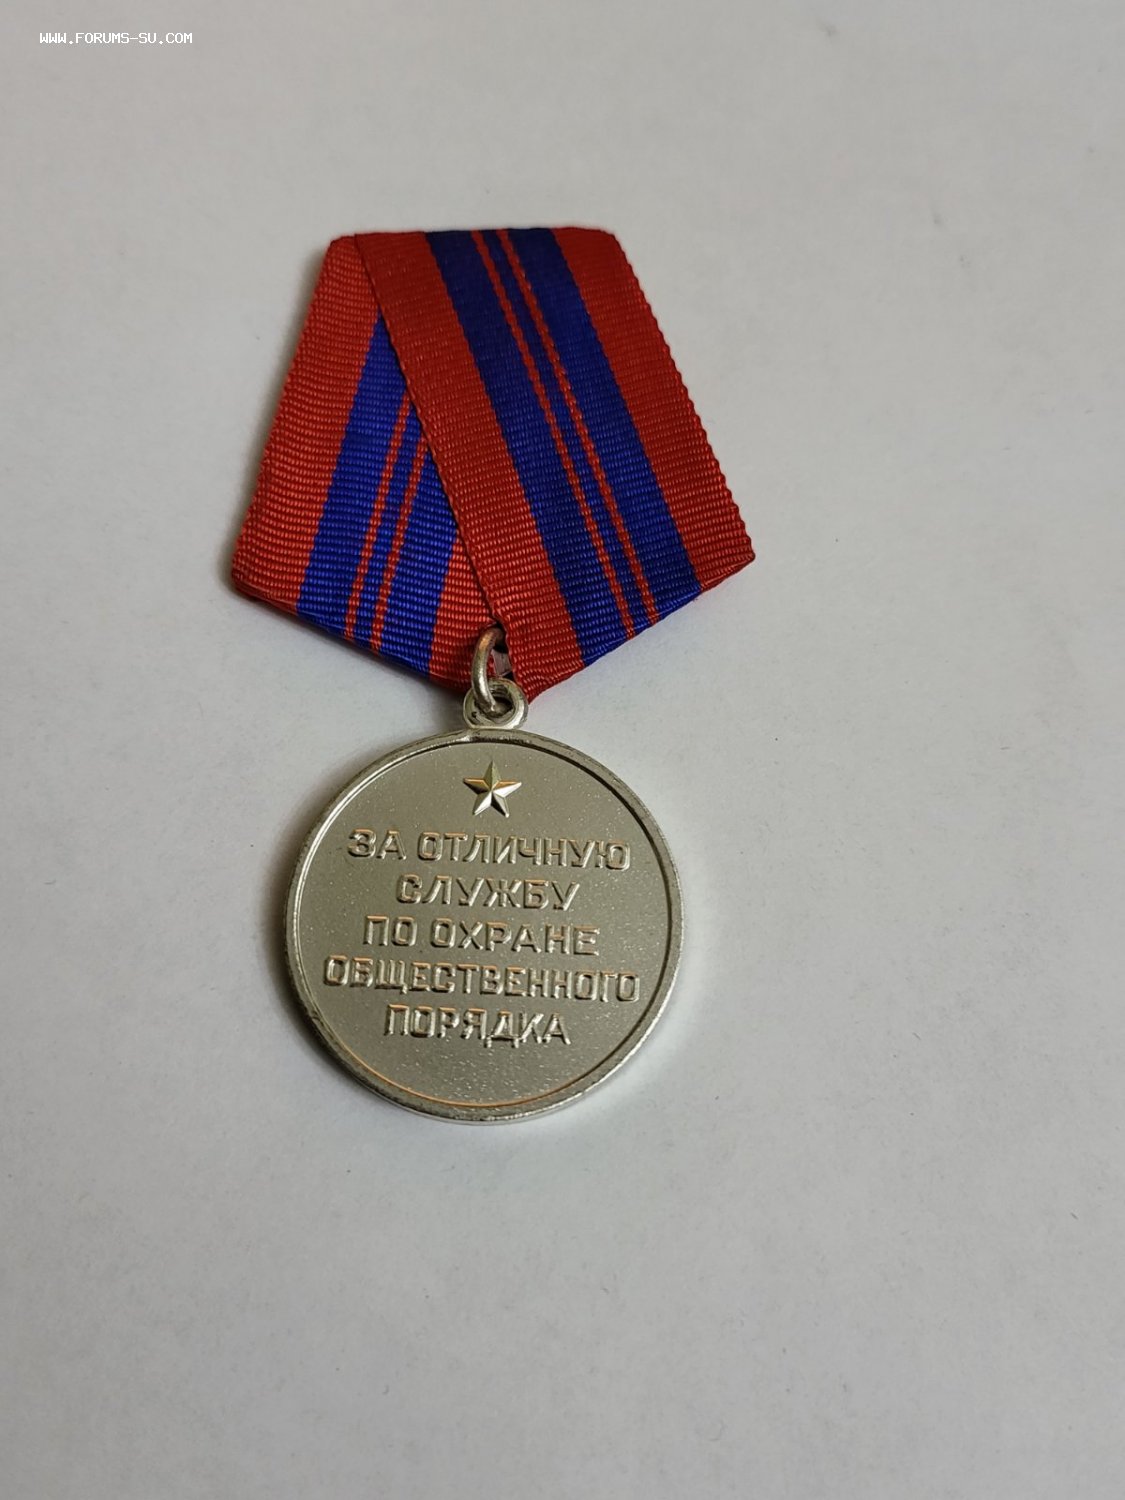 WWW.FORUMS-SU.COM
ЗА ОТЛИЧНУЮ
СЛУЖБУ
ПО ОХРАНЕ
ОБЩЕСТВЕННОГО
ПОРЯДКА